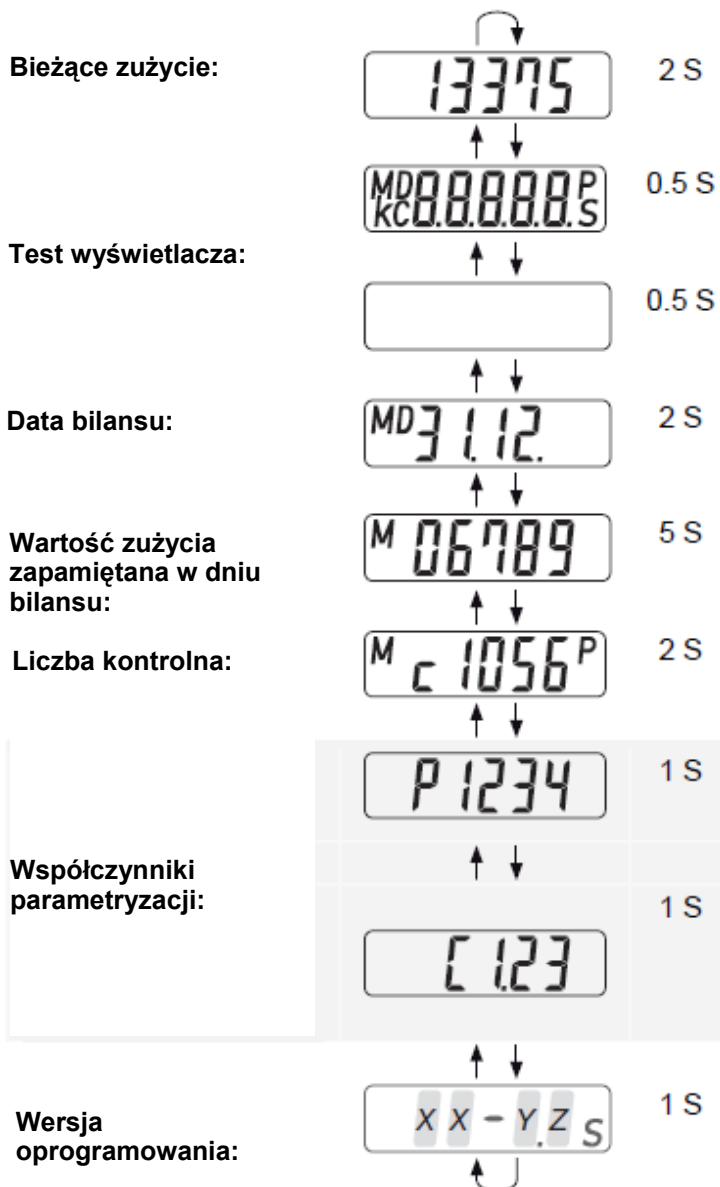 Bieżące zużycie:
13375
2 S
MD 8.8.8.8.8. P
kC S
0.5 S
Test wyświetlacza:
0.5 S
Data bilansu:
MD 31.12.
2 S
Wartość zużycia
zapamiętana w dniu
bilansu:
M 06789
5 S
Liczba kontrolna:
M c 1056 P
2 S
P 1234
1 S
Współczynniki
parametryzacji:
C 1.23
1 S
Wersja
oprogramowania:
X X - Y.Z S
1 S